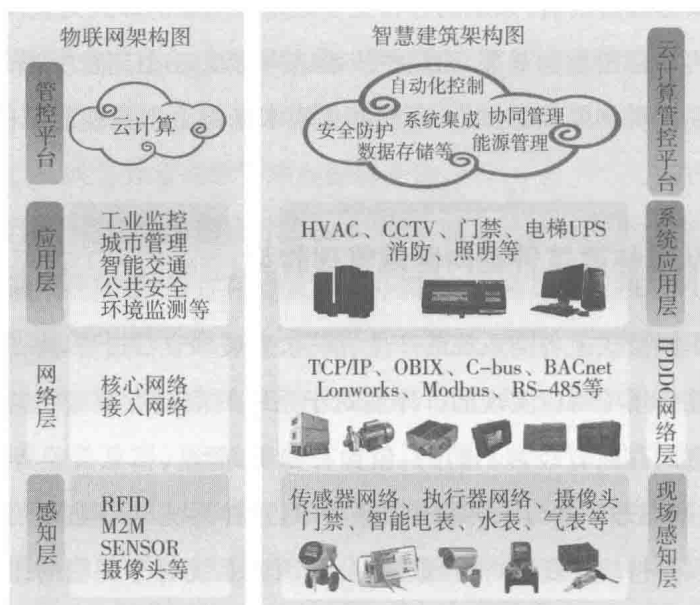 物联网架构图
管控平台
云计算
应用层
工业监控
城市管理
智能交通
公共安全
环境监测等
网络层
核心网络
接入网络
感知层
RFID
M2M
SENSOR
摄像头等
智慧建筑架构图
自动化控制
安全防护
系统集成
协同管理
数据存储等
能源管理
云计算管控平台
HVAC、CCTV、门禁、电梯UPS
消防、照明等
系统应用层
TCP/IP、OBIX、C-bus、BACnet
Lonworks、Modbus、RS-485等
IPDDC网络层
传感器网络、执行器网络、摄像头
门禁、智能电表、水表、气表等
现场感知层